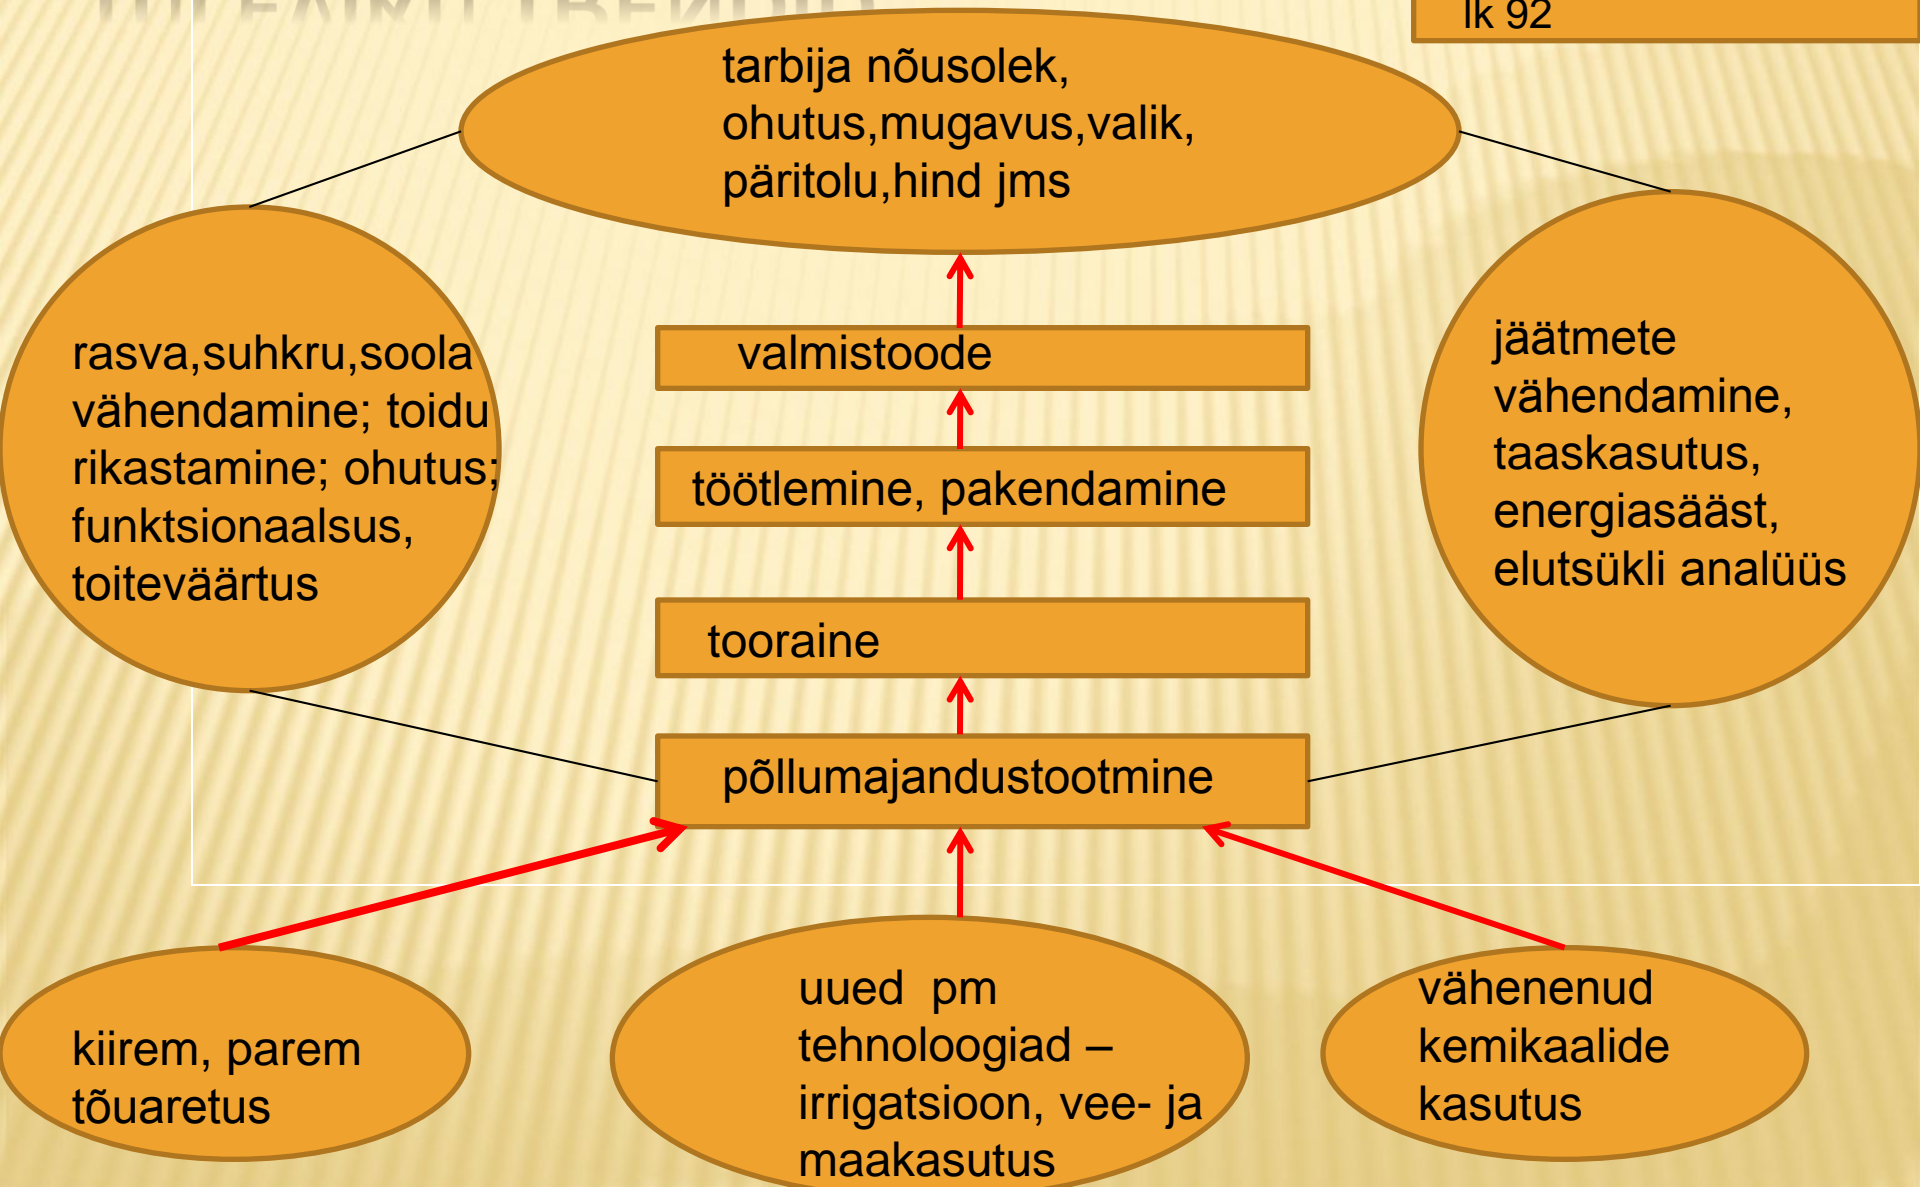 lk 92
tarbija nõusolek,
ohutus,mugavus,valik,
päritolu,hind jms
rasva,suhkru,soola
vähendamine; toidu
rikastamine; ohutus;
funktsionaalsus,
toiteväärtus
valmistoode
töötlemine, pakendamine
tooraine
põllumajandustootmine
jäätmete
vähendamine,
taaskasutus,
energiasääst,
elutsükli analüüs
kiirem, parem
tõuaretus
uued  pm
tehnoloogiad –
irrigatsioon, vee- ja
maakasutus
vähenenud
kemikaalide
kasutus